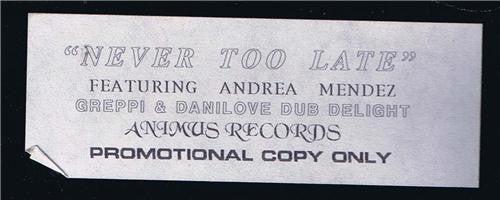 "NEVER TOO LATE"
FEATURING ANDREA MENDEZ
GREPPI & DANILOVE DUB DELIGHT
ANIMUS RECORDS
PROMOTIONAL COPY ONLY